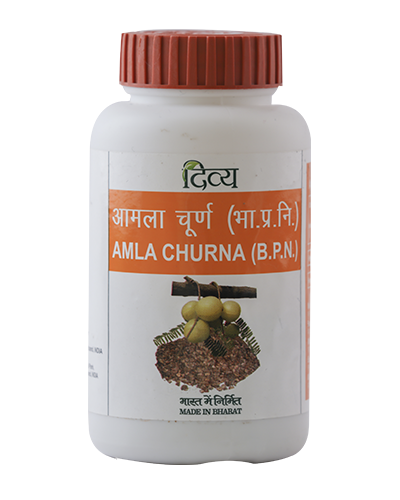 दिव्य
आमला चूर्ण (भा.प्र.नि.)
AMLA CHURNA (B.P.N.)
भारत में निर्मित
MADE IN BHARAT